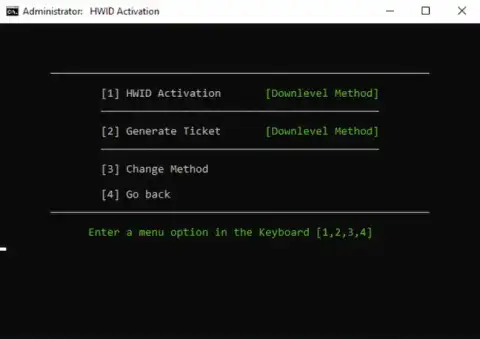 Administrator: HWID Activation
[1] HWID Activation [Downlevel Method]
[2] Generate Ticket [Downlevel Method]
[3] Change Method
[4] Go back
Enter a menu option in the Keyboard [1,2,3,4]